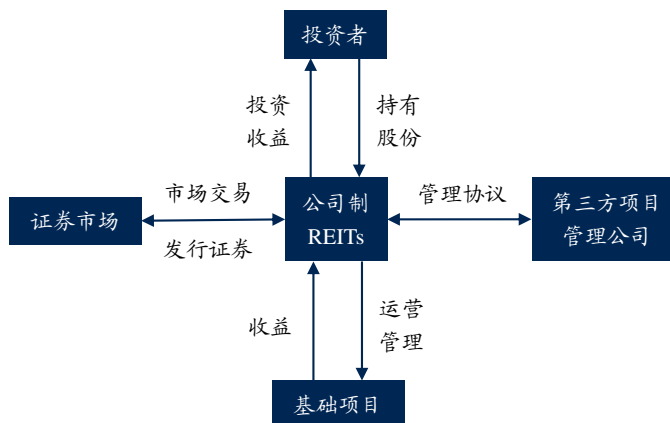 投资者
投资
收益
持有
股份
市场交易
证券市场
发行证券
公司制
REITs
管理协议
第三方项目
管理公司
收益
运营
管理
基础项目